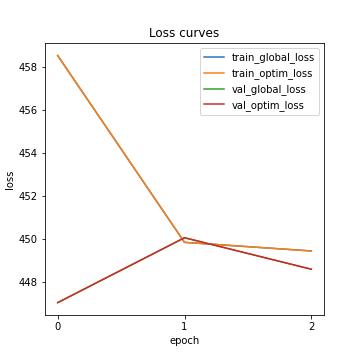 Loss curves
train_global_loss
train_optim_loss
val_global_loss
val_optim_loss
458
456
454
452
450
448
loss
0
1
2
epoch